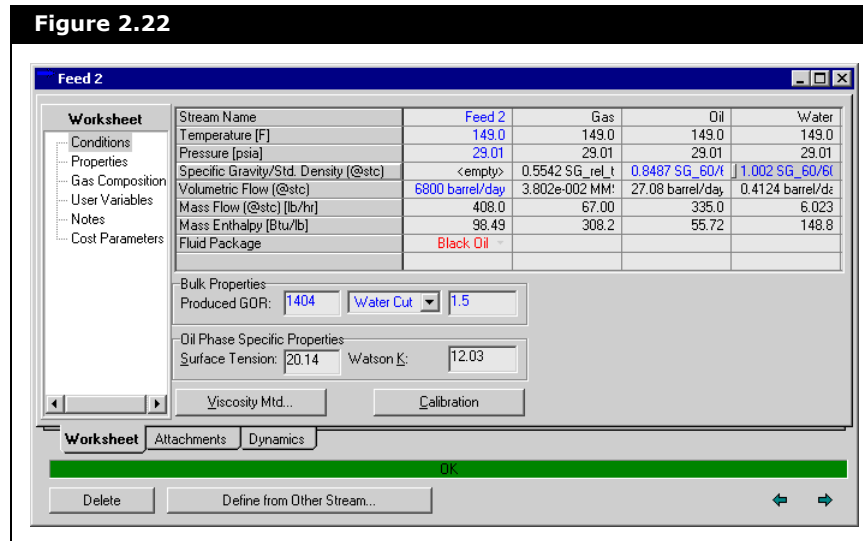 Figure 2.22
Feed 2
Worksheet
Conditions
Properties
Gas Composition
User Variables
Notes
Cost Parameters
Stream Name Feed 2 Gas Oil Water
Temperature [F] 149.0 149.0 149.0 149.0
Pressure [psia] 29.01 29.01 29.01 29.01
Specific Gravity/Std. Density (@stc) <empty> 0.5542 SG_rel_t 0.8487 SG_60/6 1.002 SG_60/6(
Volumetric Flow (@stc) 6800 barrel/day 3.802e-002 MM: 27.08 barrel/day 0.4124 barrel/da
Mass Flow (@stc) [lb/hr] 408.0 67.00 335.0 6.023
Mass Enthalpy [Btu/lb] 98.49 308.2 55.72 148.8
Fluid Package Black Oil
Bulk Properties
Produced GOR: 1404 Water Cut 1.5
Oil Phase Specific Properties
Surface Tension: 20.14 Watson K: 12.03
Viscosity Mtd... Calibration
Worksheet Attachments Dynamics
OK
Delete Define from Other Stream...